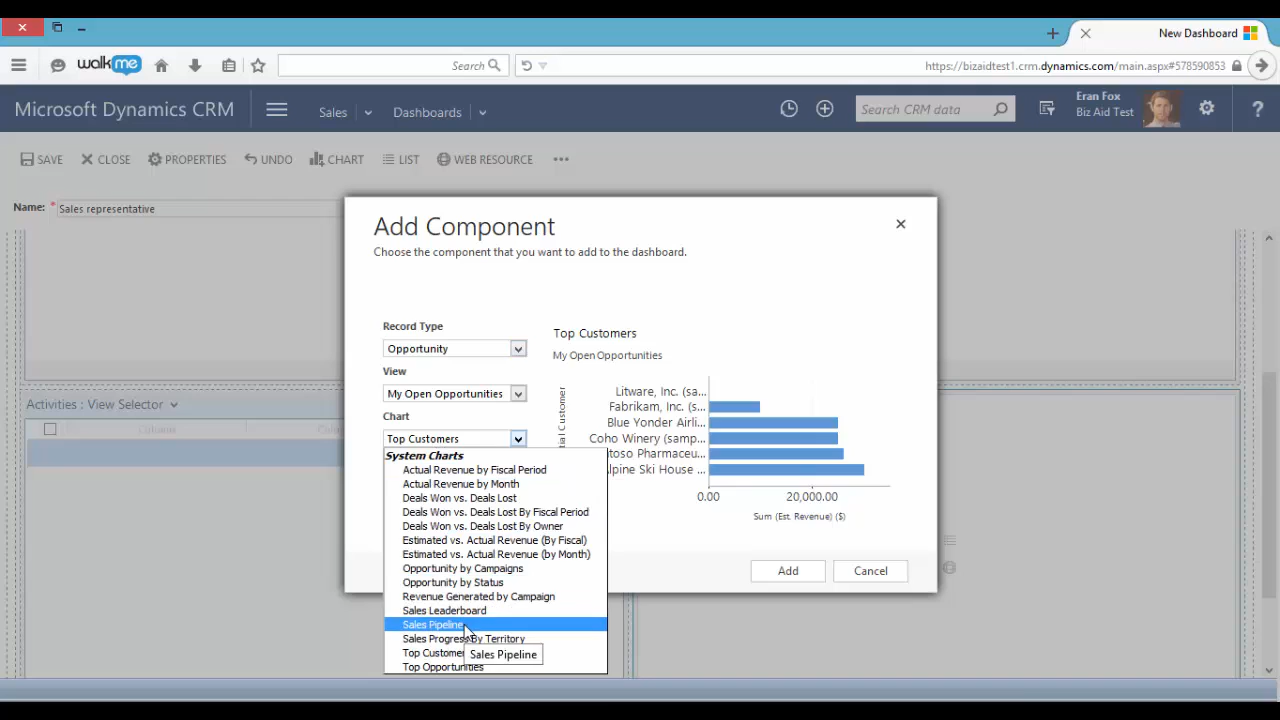 New Dashboard
walkme
Search
https://bizaidtest1.crm.dynamics.com/main.aspx#578590853
Microsoft Dynamics CRM
Sales
Dashboards
Search CRM data
Eran Fox
Biz Aid Test
?
SAVE
CLOSE
PROPERTIES
UNDO
CHART
LIST
WEB RESOURCE
•••
Name: * Sales representative
Add Component
Choose the component that you want to add to the dashboard.
Record Type
Opportunity
View
My Open Opportunities
Chart
Top Customers
System Charts
Actual Revenue by Fiscal Period
Actual Revenue by Month
Deals Won vs. Deals Lost
Deals Won vs. Deals Lost By Fiscal Period
Deals Won vs. Deals Lost By Owner
Estimated vs. Actual Revenue (By Fiscal)
Estimated vs. Actual Revenue (by Month)
Opportunity by Campaigns
Opportunity by Status
Revenue Generated by Campaign
Sales Leaderboard
Sales Pipeline
Sales Progress By Territory
Top Customer
Top Opportunities
Sales Pipeline
Top Customers
My Open Opportunities
tial Customer
Litware, Inc. (sa...
Fabrikam, Inc. (s...
Blue Yonder Airli...
Coho Winery (samp...
ntoso Pharmaceu...
Alpine Ski House ...
0.00
20,000.00
Sum (Est. Revenue) ($)
Add
Cancel
Activities : View Selector
Column